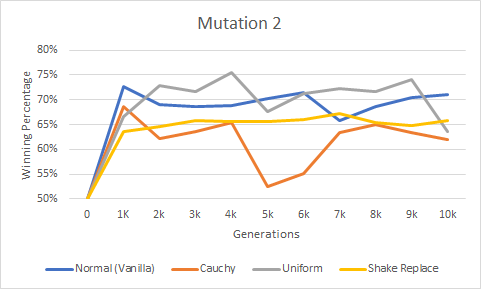 Mutation 2
80%
75%
70%
65%
60%
55%
50%
Winning Percentage
0 1K 2k 3k 4k 5k 6k 7k 8k 9k 10k
Generations
Normal (Vanilla) Cauchy Uniform Shake Replace